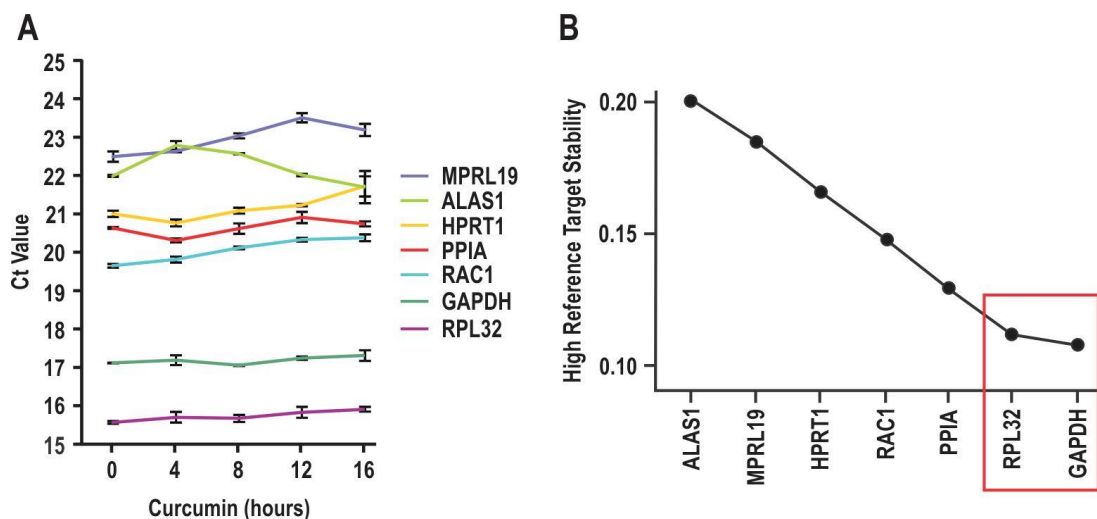 A
25
24
23
22
21
20
19
18
17
16
15
Ct Value
0 4 8 12 16
Curcumin (hours)
MPRL19
ALAS1
HPRT1
PPIA
RAC1
GAPDH
RPL32
B
High Reference Target Stability
0.20
0.15
0.10
ALAS1
MPRL19
HPRT1
RAC1
PPIA
RPL32
GAPDH